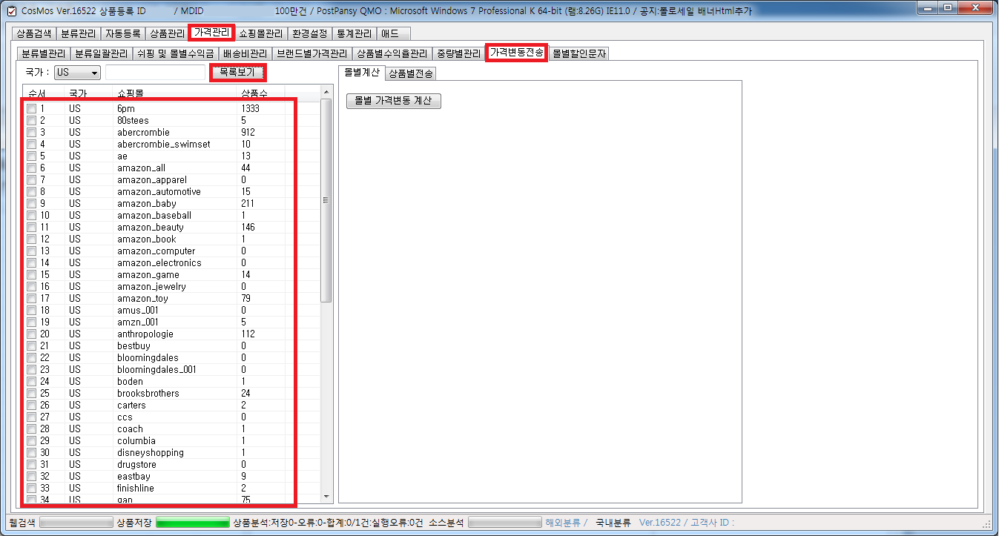 CosMos Ver.16522 상품등록 ID / MDID 100만건 / PostPansy QMO : Microsoft Windows 7 Professional K 64-bit (램:8.26G) IE11.0 / 공지:플로세일 배너Html추가
상품검색 분류관리 자동등록 상품관리 가격관리 쇼핑몰관리 환경설정 통계관리 애드
분류별관리 분류일괄관리 쉬핑 및 몰별수익금 배송비관리 브랜드별가격관리 상품별수익율관리 중량별관리 가격변동전송 몰별할인문자
국가 : US 목록보기 몰별계산 상품별전송
순서 국가 쇼핑몰 상품수
몰별 가격변동 계산
1 US 6pm 1333
2 US 80stees 5
3 US abercrombie 912
4 US abercrombie_swimset 10
5 US ae 13
6 US amazon_all 44
7 US amazon_apparel 0
8 US amazon_automotive 15
9 US amazon_baby 211
10 US amazon_baseball 1
11 US amazon_beauty 146
12 US amazon_book 1
13 US amazon_computer 0
14 US amazon_electronics 0
15 US amazon_game 14
16 US amazon_jewelry 0
17 US amazon_toy 79
18 US amus_001 0
19 US amzn_001 5
20 US anthropologie 112
21 US bestbuy 0
22 US bloomingdales 0
23 US bloomingdales_001 0
24 US boden 1
25 US brooksbrothers 24
26 US carters 2
27 US ccs 0
28 US coach 1
29 US columbia 1
30 US disneyshopping 1
31 US drugstore 0
32 US eastbay 9
33 US finishline 2
34 US gap 75
웹검색 상품저장 상품분석:저장0-오류:0-합계:0/1건:실행오류:0건 소스분석 해외분류 / 국내분류 Ver.16522 / 고객사 ID :